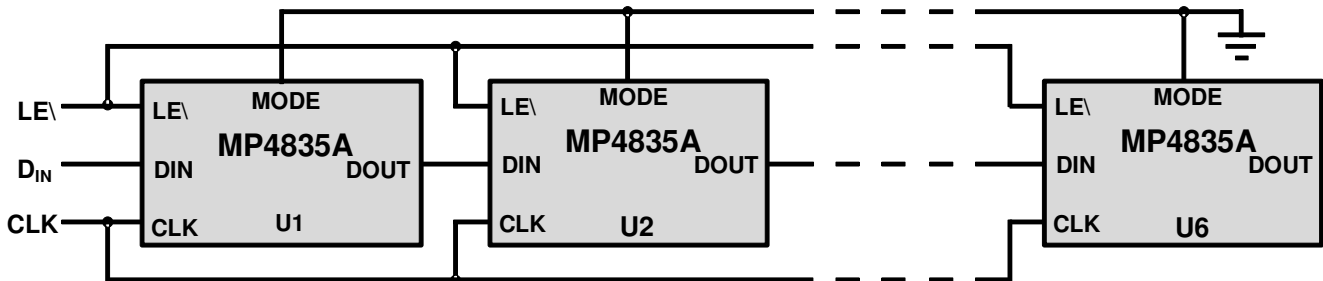 LE\
D_IN
CLK
LE\
MODE
MP4835A
DIN
DOUT
CLK
U1
LE\
MODE
MP4835A
DIN
DOUT
CLK
U2
LE\
MODE
MP4835A
DIN
DOUT
CLK
U6